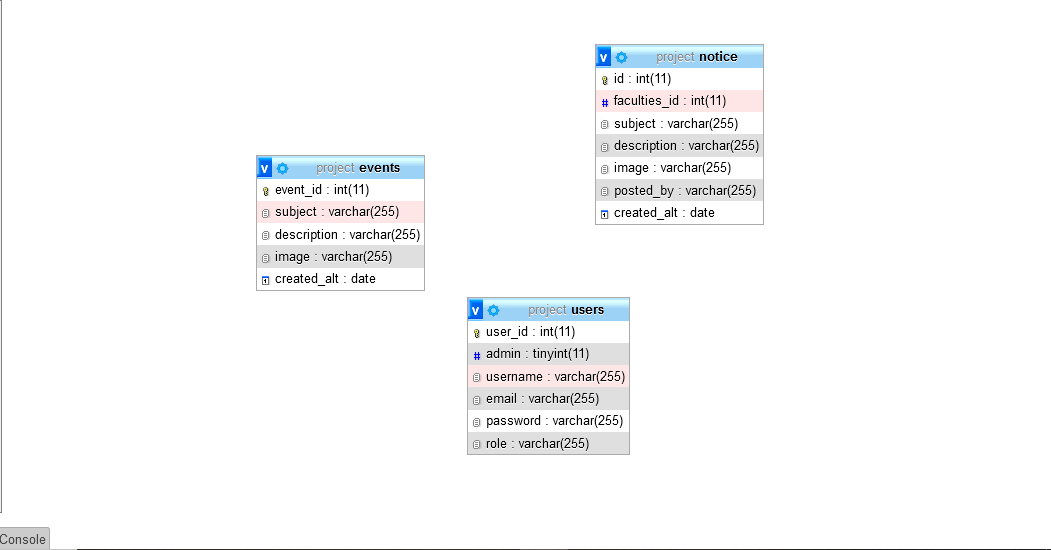 v project notice
id : int(11)
# faculties_id : int(11)
subject : varchar(255)
description : varchar(255)
image : varchar(255)
posted_by : varchar(255)
created_alt : date
v project events
event_id : int(11)
subject : varchar(255)
description : varchar(255)
image : varchar(255)
created_alt : date
v project users
user_id : int(11)
# admin : tinyint(11)
username : varchar(255)
email : varchar(255)
password : varchar(255)
role : varchar(255)
Console